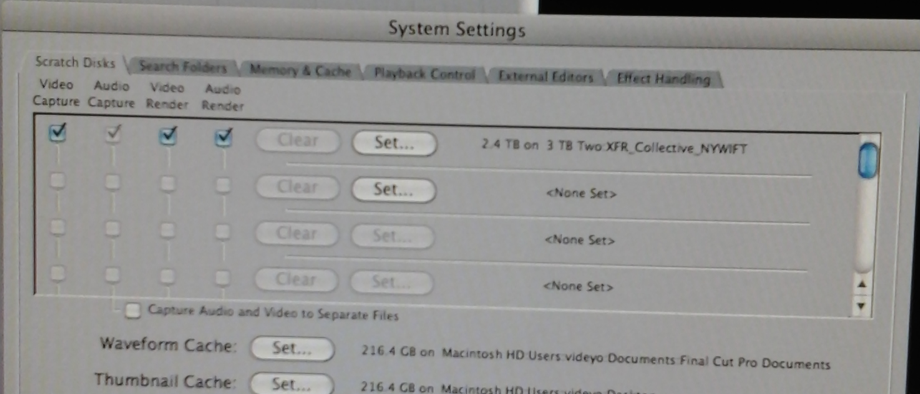 System Settings
Scratch Disks Search Folders Memory & Cache Playback Control External Editors Effect Handling
Video Audio Video Audio
Capture Capture Render Render
Clear Set... 2.4 TB on 3 TB Two:XFR_Collective_NYWIFT
Clear Set... <None Set>
Clear Set... <None Set>
Clear Set... <None Set>
Capture Audio and Video to Separate Files
Waveform Cache: Set... 216.4 GB on Macintosh HD:Users:videyo:Documents:Final Cut Pro Documents
Thumbnail Cache: Set... 216.4 GB on Macintosh HD:Users:videyo